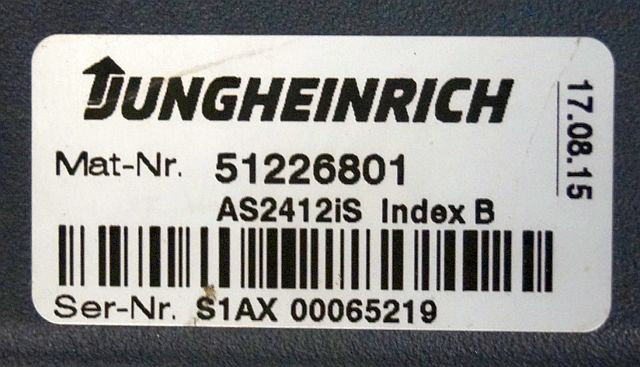 JUNGHEINRICH
Mat-Nr. 51226801
AS2412iS Index B
Ser-Nr. S1AX 00065219
17.08.15